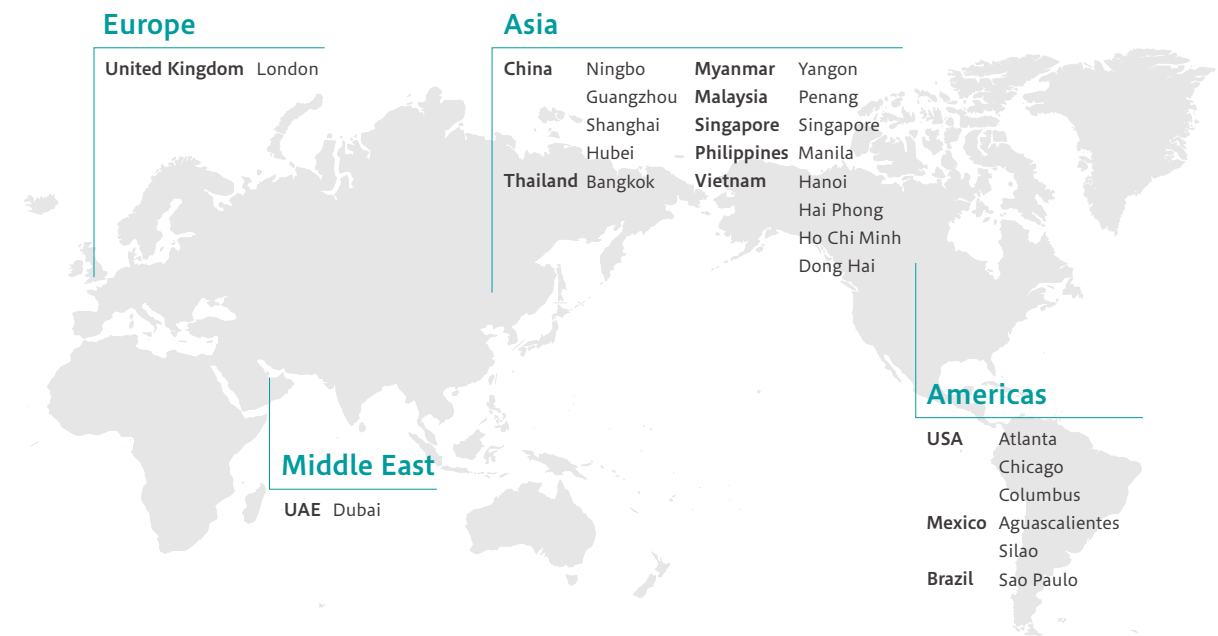 Europe
United Kingdom London
Asia
China Ningbo
Guangzhou
Shanghai
Hubei
Thailand Bangkok
Myanmar Yangon
Malaysia Penang
Singapore Singapore
Philippines Manila
Vietnam Hanoi
Hai Phong
Ho Chi Minh
Dong Hai
Middle East
UAE Dubai
Americas
USA Atlanta
Chicago
Columbus
Mexico Aguascalientes
Silao
Brazil Sao Paulo